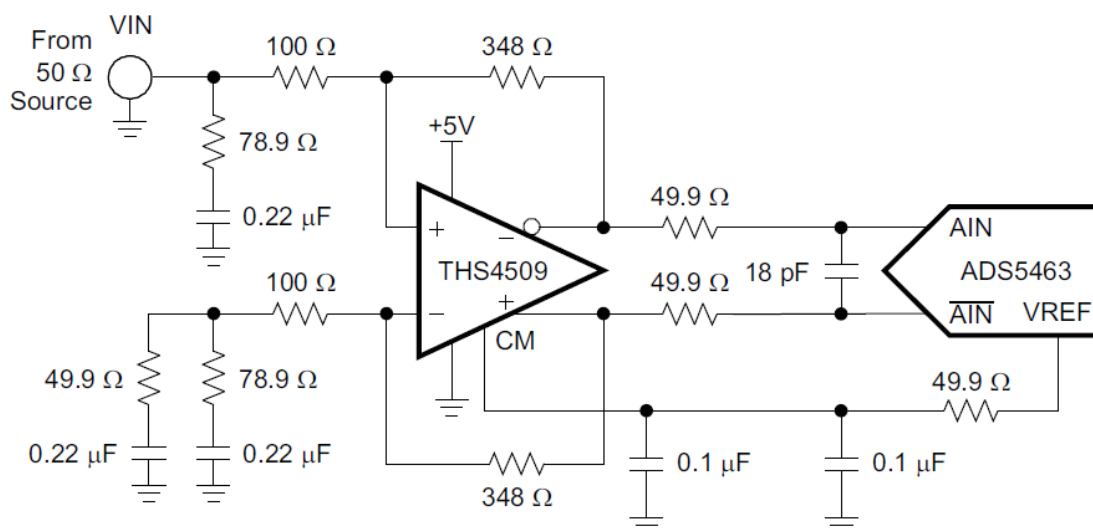 VIN
From
50 Ω
Source
100 Ω
348 Ω
78.9 Ω
+5V
0.22 μF
49.9 Ω
+
−
THS4509
18 pF
AIN
ADS5463
100 Ω
−
+
49.9 Ω
AIN
VREF
CM
49.9 Ω
78.9 Ω
49.9 Ω
0.22 μF
0.22 μF
348 Ω
0.1 μF
0.1 μF